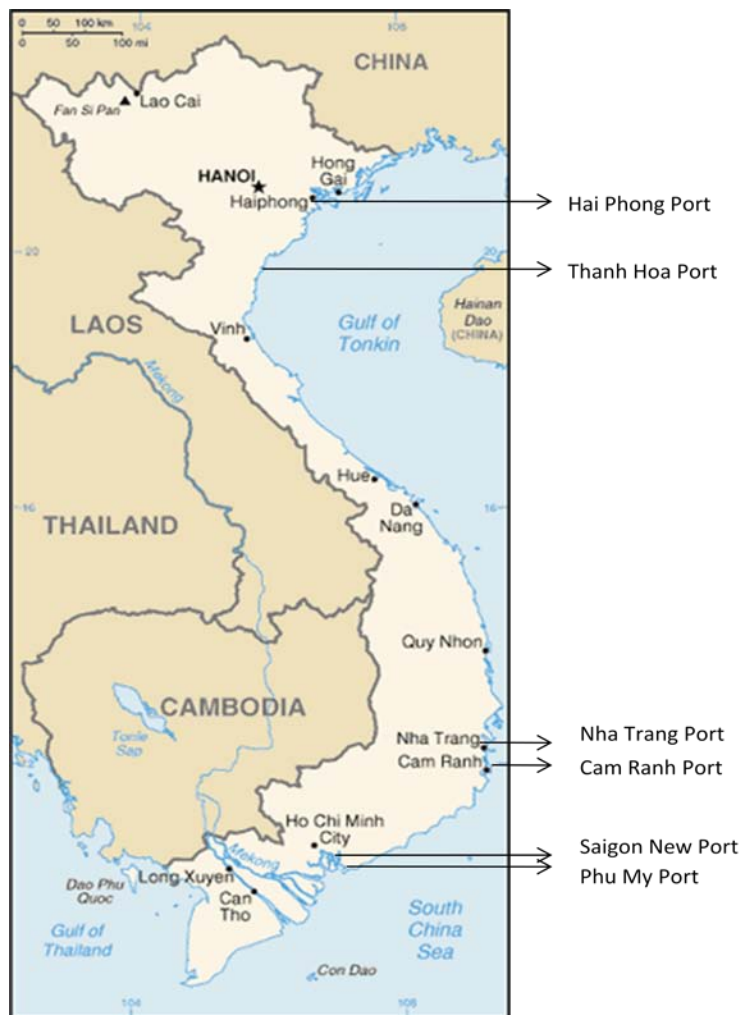 0 50 100 km
0 50 100 mi
104
108
CHINA
Lao Cai
Fan Si Pan
HANOI
Hong
Gai
Haiphong
Hai Phong Port
20
20
Thanh Hoa Port
Hainan
Dao
(CHINA)
LAOS
Gulf of
Tonkin
Vinh
Mekong
Hue
16
16
Da
Nang
THAILAND
Quy Nhon
CAMBODIA
Tonle
Sap
Nha Trang
Nha Trang Port
12
Cam Ranh
Cam Ranh Port
Ho Chi Minh
City
Saigon New Port
Mekong
Phu My Port
Long Xuyen
Dao Phu
Quoc
Can
Tho
Gulf of
Thailand
South
China
Sea
Con Dao
104
108